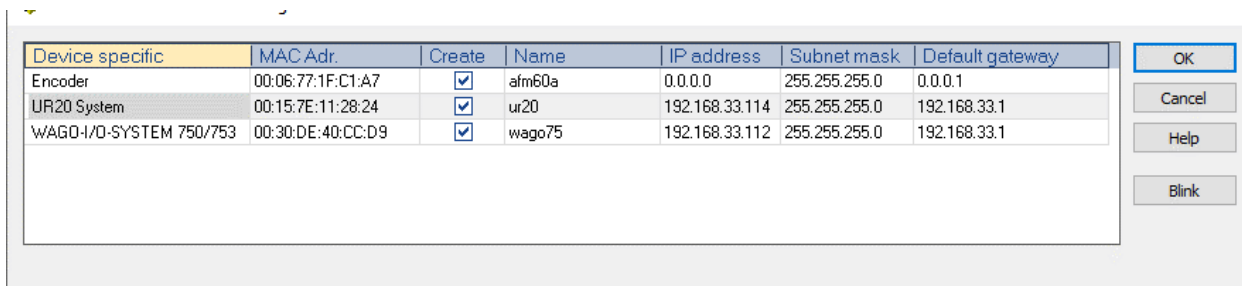 Device specific MAC Adr. Create Name IP address Subnet mask Default gateway OK
Encoder 00:06:77:1F:C1:A7 afm60a 0.0.0.0 255.255.255.0 0.0.0.1
UR20 System 00:15:7E:11:28:24 ur20 192.168.33.114 255.255.255.0 192.168.33.1 Cancel
WAGO-I/O-SYSTEM 750/753 00:30:DE:40:CC:D9 wago75 192.168.33.112 255.255.255.0 192.168.33.1 Help
Blink